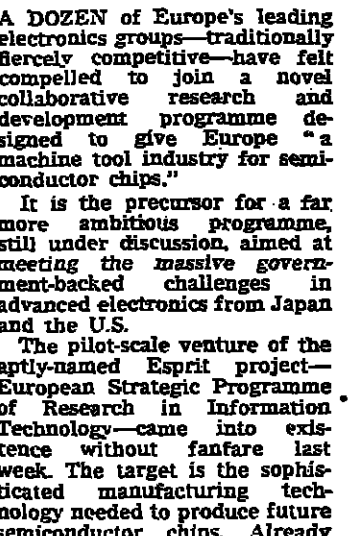 A DOZEN of Europe's leading
electronics groups—traditionally
fiercely competitive—have felt
compelled to join a novel
collaborative research and
development programme de-
signed to give Europe "a
machine tool industry for semi-
conductor chips."
It is the precursor for a far
more ambitious programme,
still under discussion, aimed at
meeting the massive govern-
ment-backed challenges in
advanced electronics from Japan
and the U.S.
The pilot-scale venture of the
aptly-named Esprit project—
European Strategic Programme
of Research in Information
Technology—came into exis-
tence without fanfare last
week. The target is the sophis-
ticated manufacturing tech-
nology needed to produce future
semiconductor chips. Already